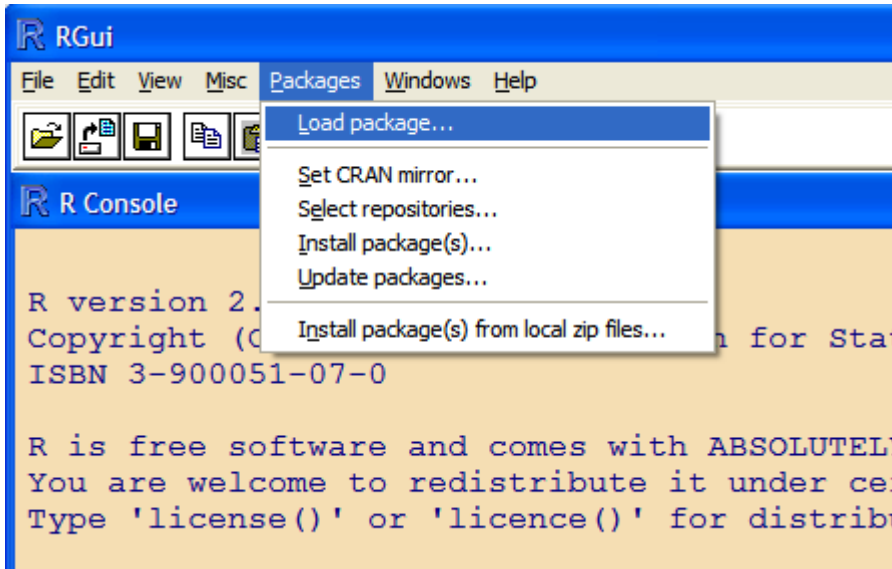 RGui
File Edit View Misc Packages Windows Help
Load package...
Set CRAN mirror...
Select repositories...
Install package(s)...
Update packages...
Install package(s) from local zip files...
R Console
R version 2.
Copyright (C for Sta
ISBN 3-900051-07-0
R is free software and comes with ABSOLUTELY
You are welcome to redistribute it under ce
Type 'license()' or 'licence()' for distrib